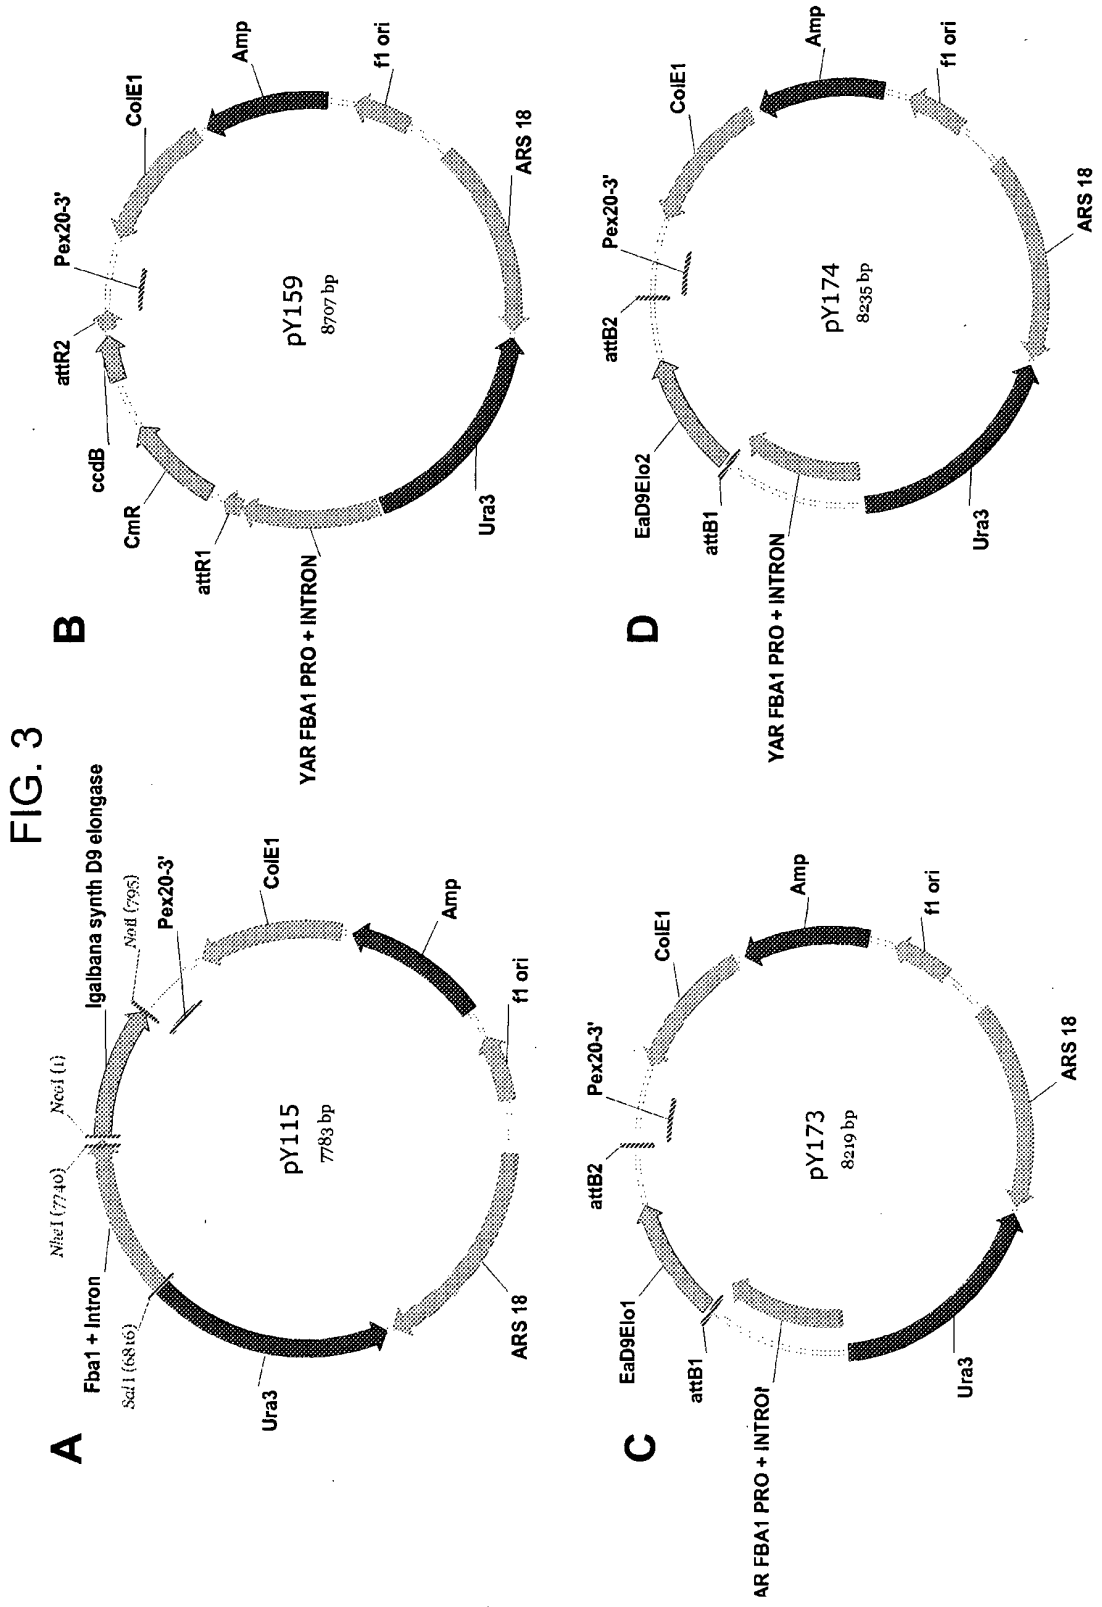 FIG. 3
A
Fba1 + Intron
NheI (7740)
NcoI (1)
Igalbana synth D9 elongase
NotI (795)
Pex20-3'
SalI (6816)
ColE1
pY115
7783 bp
Amp
Ura3
f1 ori
ARS 18
B
attR2
Pex20-3'
ccdB
ColE1
CmR
Amp
attR1
pY159
8707 bp
f1 ori
YAR FBA1 PRO + INTRON
Ura3
ARS 18
C
attB2
Pex20-3'
EaD9Elo1
ColE1
attB1
Amp
AR FBA1 PRO + INTRO
pY173
8219 bp
f1 ori
Ura3
ARS 18
D
attB2
Pex20-3'
EaD9Elo2
ColE1
attB1
Amp
YAR FBA1 PRO + INTRON
pY174
8235 bp
f1 ori
Ura3
ARS 18